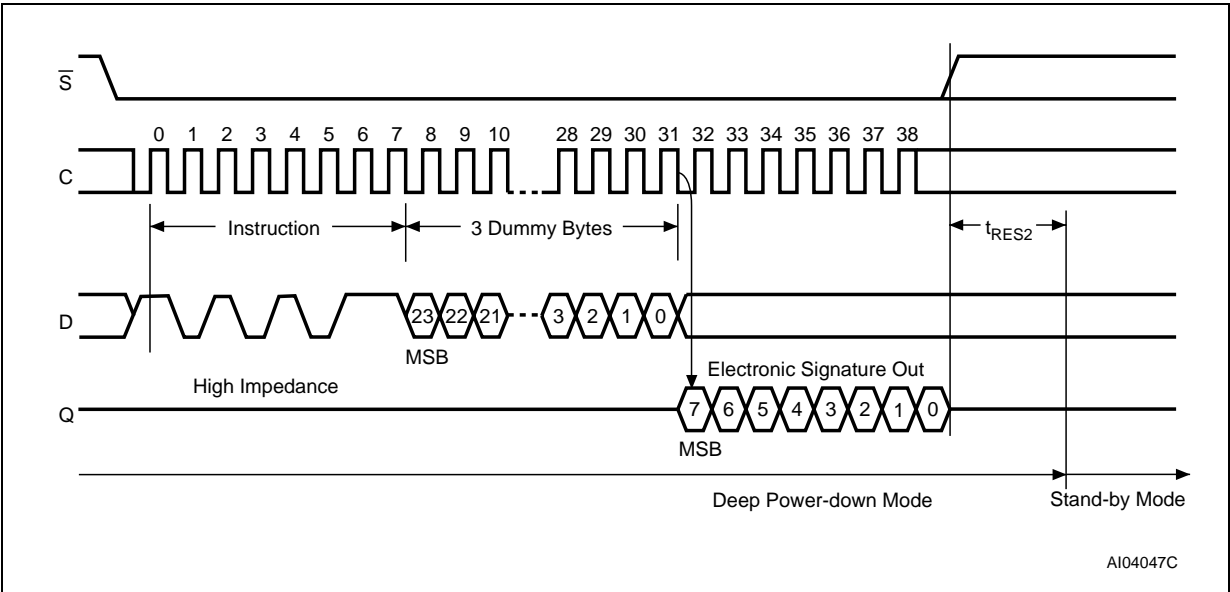 S
0 1 2 3 4 5 6 7 8 9 10 28 29 30 31 32 33 34 35 36 37 38
C
Instruction 3 Dummy Bytes tRES2
D 23 22 21 3 2 1 0
MSB
High Impedance Electronic Signature Out
Q 7 6 5 4 3 2 1 0
MSB
Deep Power-down Mode Stand-by Mode
AI04047C